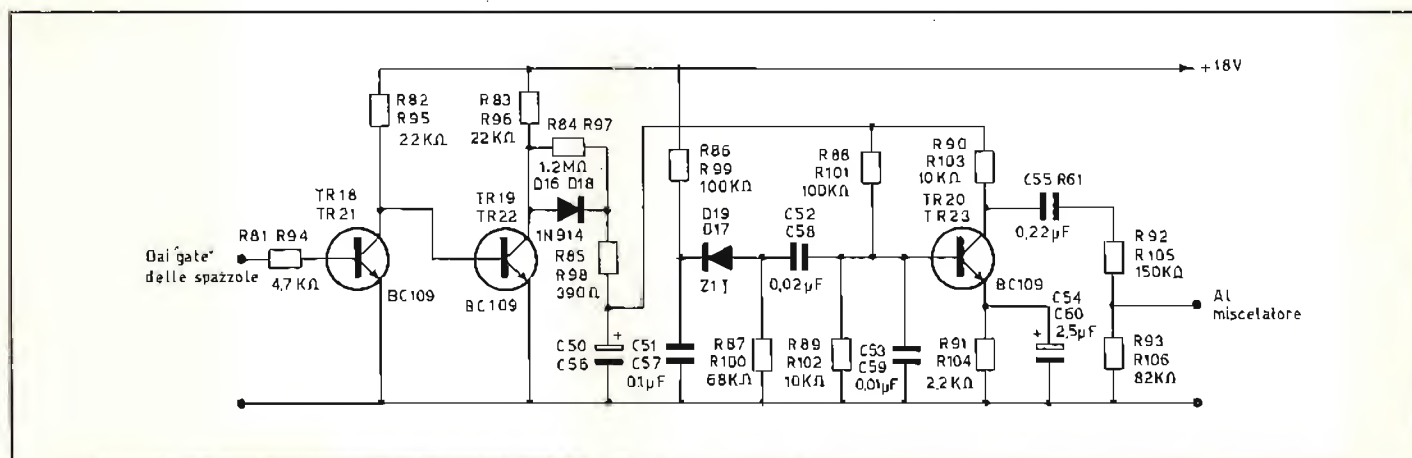 +18V
R82
R95
22KΩ
R83
R96
22KΩ
R84 R97
1.2MΩ
D16 D18
1N914
R85
R98
390Ω
R86
R99
100KΩ
R88
R101
100KΩ
R90
R103
10KΩ
TR18
TR21
TR19
TR22
TR20
TR23
D19
D17
Z1Y
C52
C58
0,02µF
C55 R61
0,22µF
R81 R94
4,7KΩ
Dai "gate"
delle spazzole
BC109
BC109
BC109
R92
R105
150KΩ
C54
C60
2,5µF
+
Al
miscelatore
+
C50
C56
C51
C57
0.1µF
R87
R100
68KΩ
R89
R102
10KΩ
C53
C59
0,01µF
R91
R104
2,2KΩ
R93
R106
82KΩ